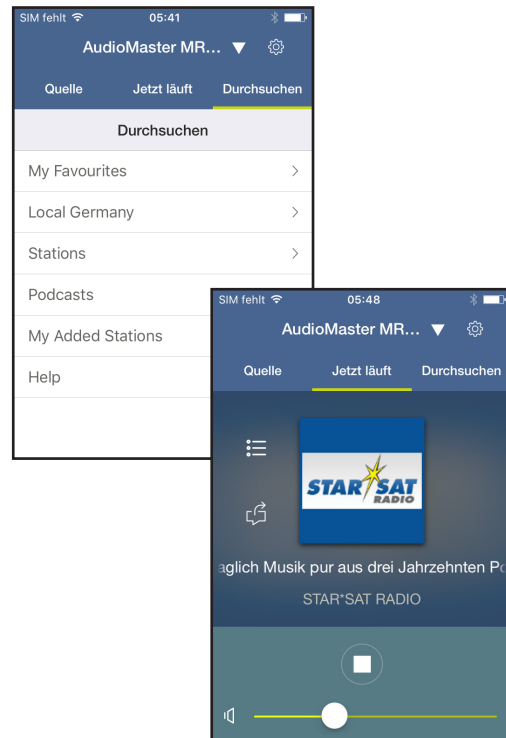 SIM fehlt 05:41
AudioMaster MR...
Quelle Jetzt läuft Durchsuchen
Durchsuchen
My Favourites
Local Germany
Stations
Podcasts
My Added Stations
Help
SIM fehlt 05:48
AudioMaster MR...
Quelle Jetzt läuft Durchsuchen
STAR SAT
RADIO
aglich Musik pur aus drei Jahrzehnten Po
STAR*SAT RADIO